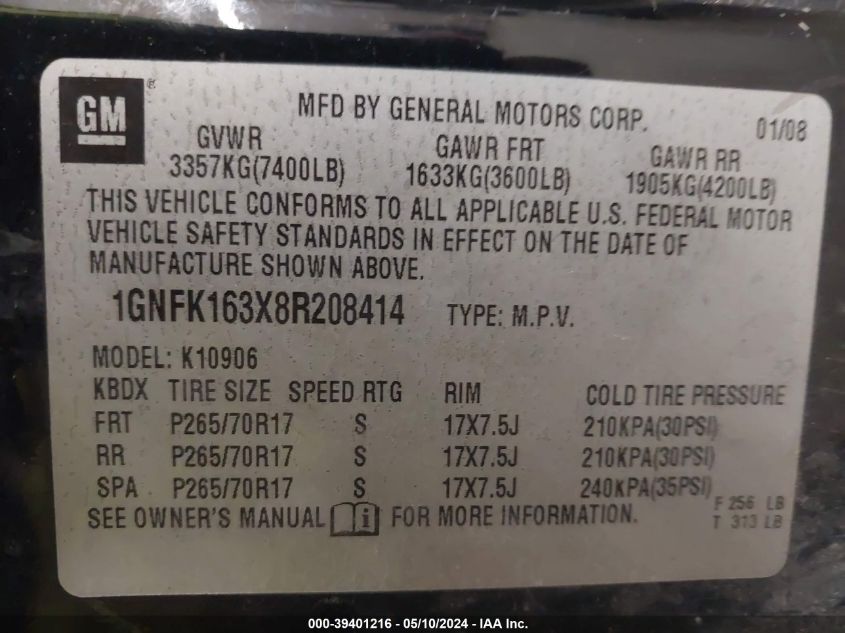 GM®
MFD BY GENERAL MOTORS CORP.
01/08
GVWR GAWR FRT GAWR RR
3357KG(7400LB) 1633KG(3600LB) 1905KG(4200LB)
THIS VEHICLE CONFORMS TO ALL APPLICABLE U.S. FEDERAL MOTOR
VEHICLE SAFETY STANDARDS IN EFFECT ON THE DATE OF
MANUFACTURE SHOWN ABOVE.
1GNFK163X8R208414 TYPE: M.P.V.
MODEL: K10906
KBDX TIRE SIZE SPEED RTG RIM COLD TIRE PRESSURE
FRT P265/70R17 S 17X7.5J 210KPA(30PSI)
RR P265/70R17 S 17X7.5J 210KPA(30PSI)
SPA P265/70R17 S 17X7.5J 240KPA(35PSI)
F 256 LB
SEE OWNER'S MANUAL i FOR MORE INFORMATION.
T 313 LB
000-39401216 - 05/10/2024 - IAA Inc.